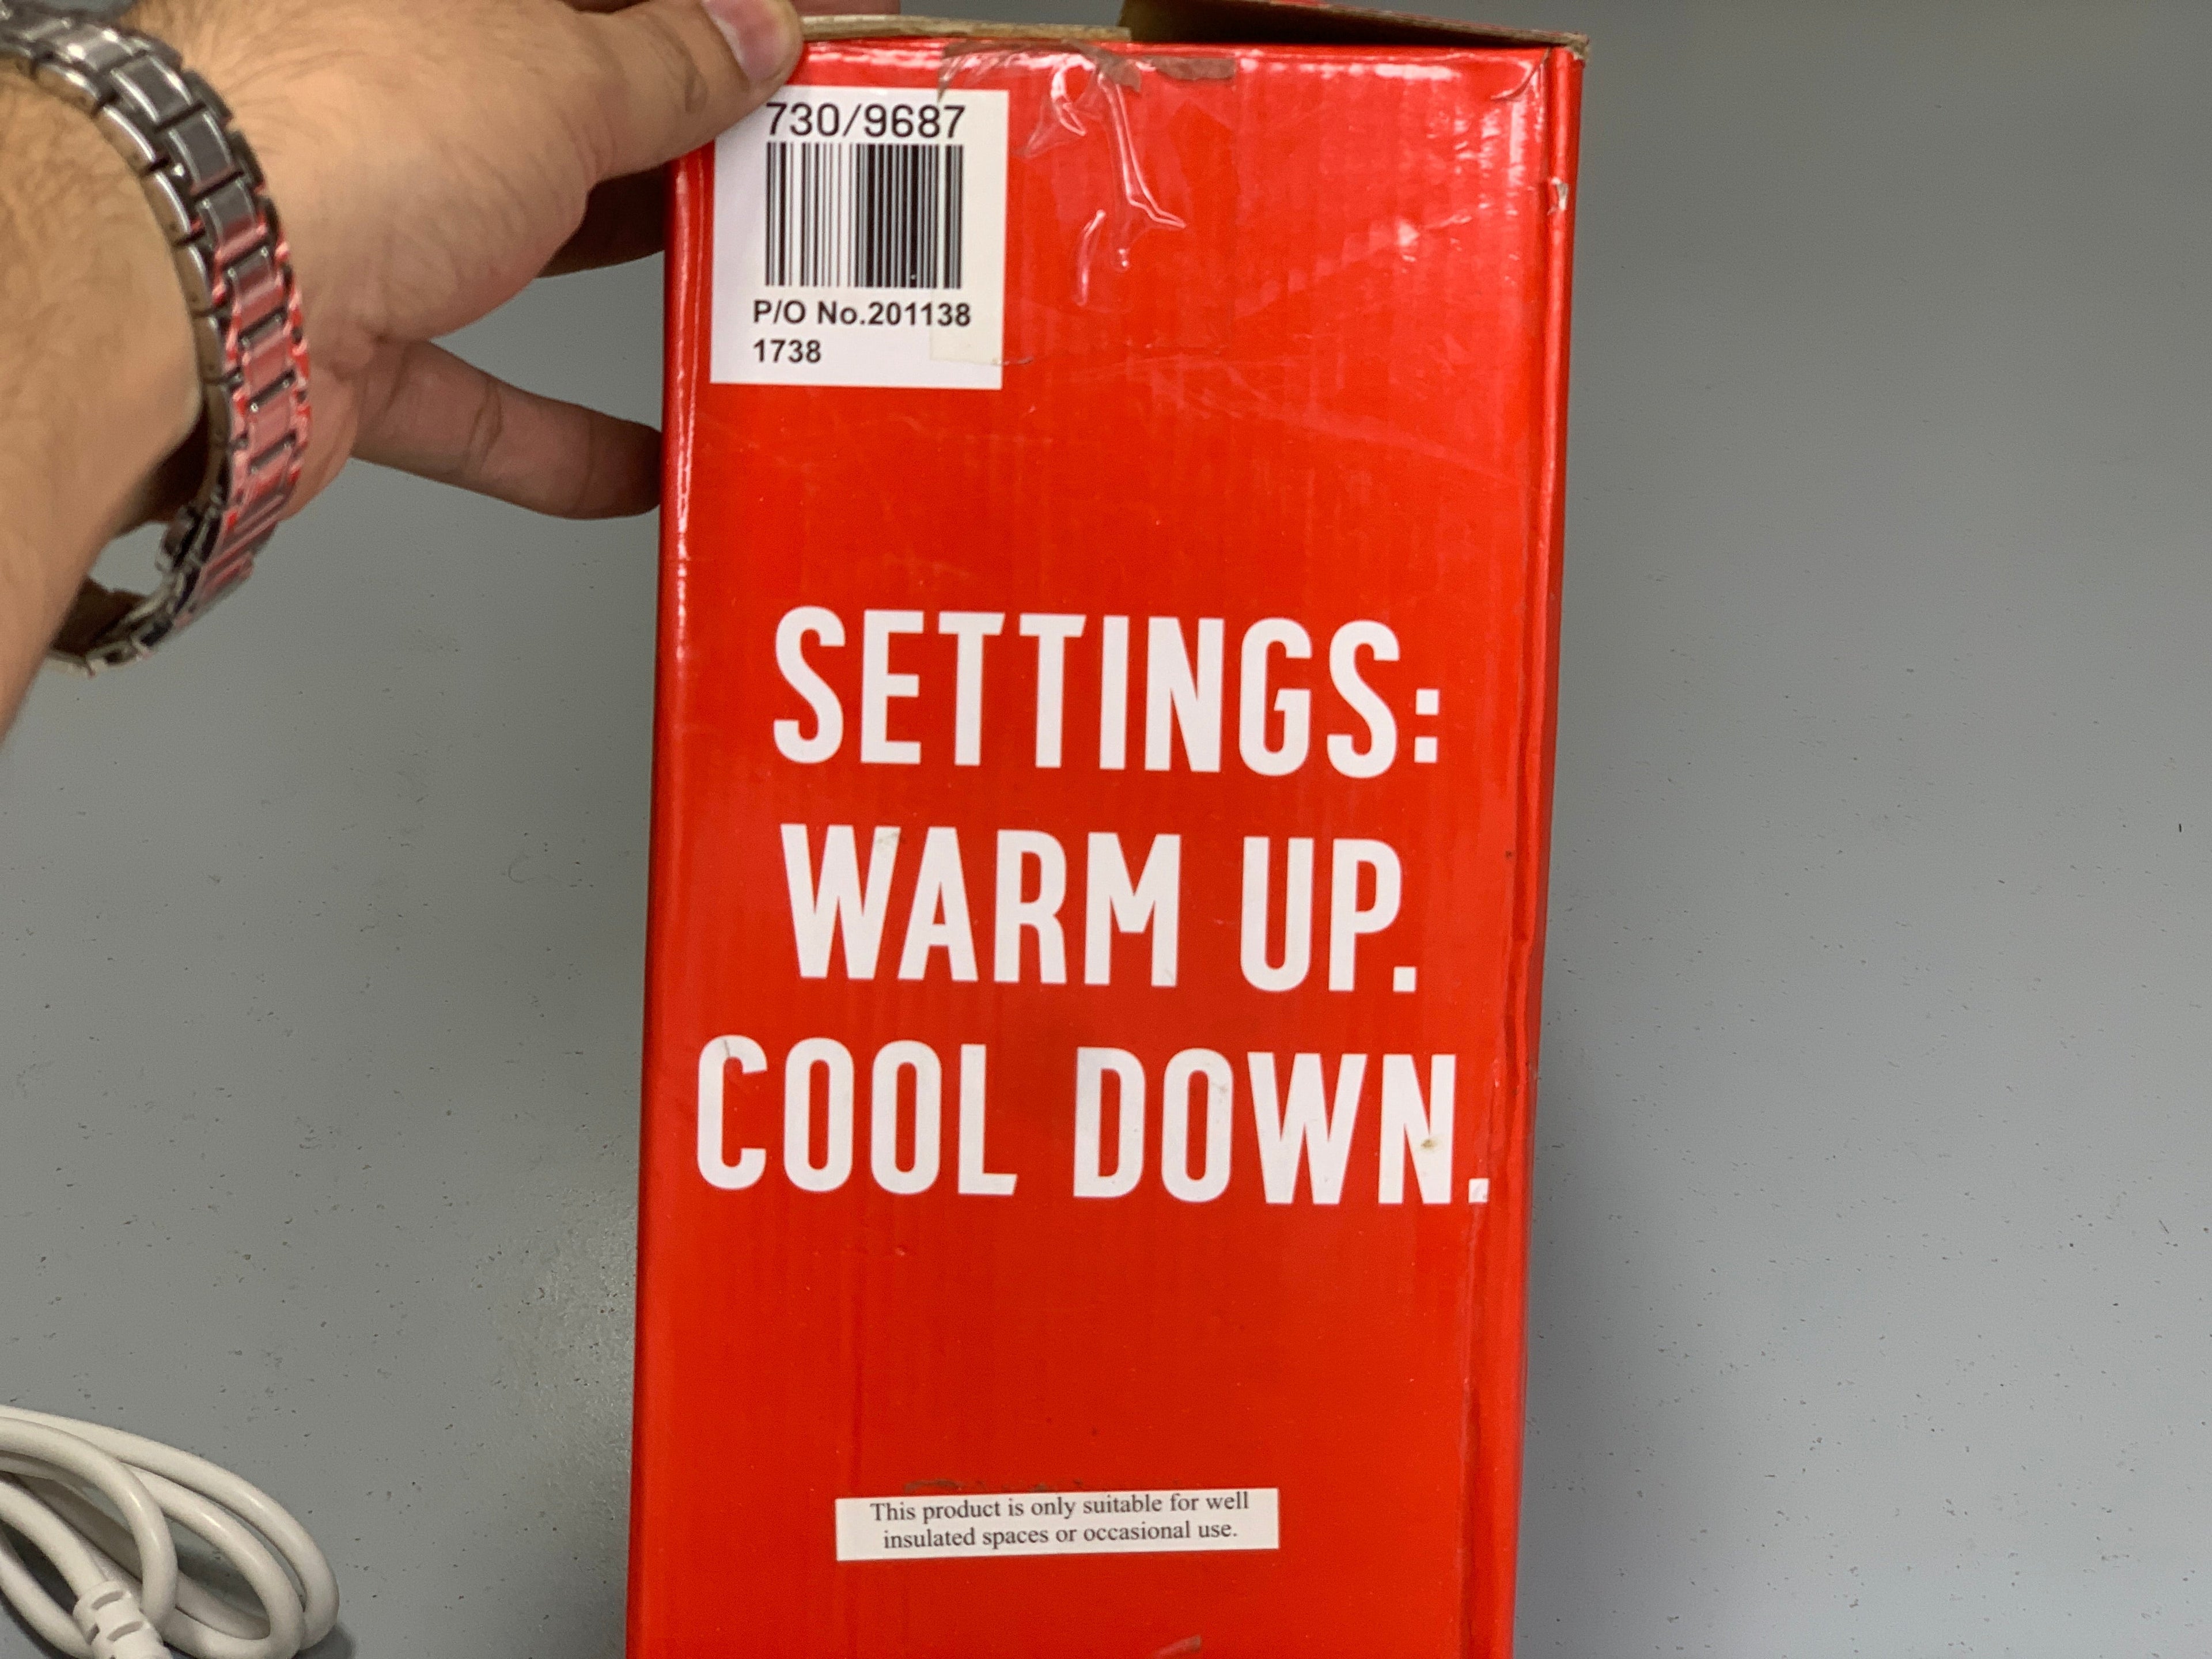 730/9687
P/O No.201138
1738
SETTINGS:
WARM UP.
COOL DOWN.
This product is only suitable for well
insulated spaces or occasional use.